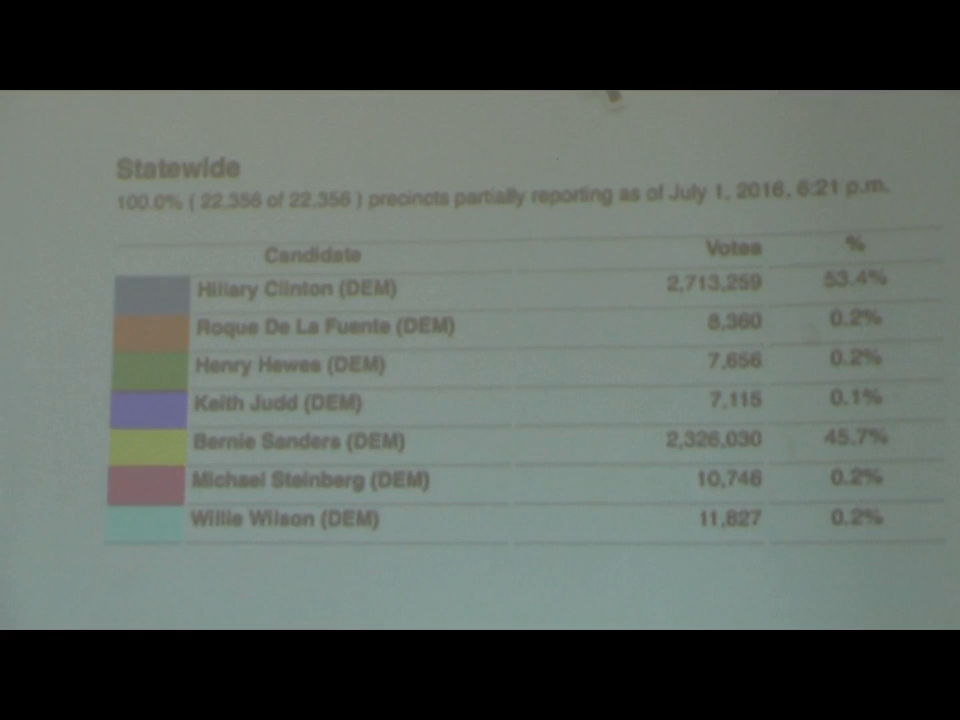 Statewide
100.0% ( 22,356 of 22,356 ) precincts partially reporting as of July 1, 2016, 6:21 p.m.
Candidate Votes %
Hillary Clinton (DEM) 2,713,259 53.4%
Roque De La Fuente (DEM) 8,360 0.2%
Henry Hewes (DEM) 7,656 0.2%
Keith Judd (DEM) 7,115 0.1%
Bernie Sanders (DEM) 2,326,030 45.7%
Michael Steinberg (DEM) 10,746 0.2%
Willie Wilson (DEM) 11,827 0.2%